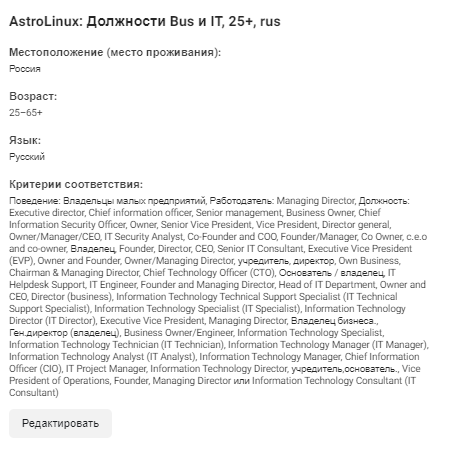 AstroLinux: Должности Bus и IT, 25+, rus
Местоположение (место проживания):
Россия
Возраст:
25–65+
Язык:
Русский
Критерии соответствия:
Поведение: Владельцы малых предприятий, Работодатель: Managing Director, Должность:
Executive director, Chief information officer, Senior management, Business Owner, Chief
Information Security Officer, Owner, Senior Vice President, Vice President, Director general,
Owner/Manager/CEO, IT Security Analyst, Co-Founder and COO, Founder/Manager, Co Owner, c.e.o
and co-owner, Владелец, Founder, Director, CEO, Senior IT Consultant, Executive Vice President
(EVP), Owner and Founder, Owner/Managing Director, учредитель, директор, Own Business,
Chairman & Managing Director, Chief Technology Officer (CTO), Основатель / владелец, IT
Helpdesk Support, IT Engineer, Founder and Managing Director, Head of IT Department, Owner and
CEO, Director (business), Information Technology Technical Support Specialist (IT Technical
Support Specialist), Information Technology Specialist (IT Specialist), Information Technology
Director (IT Director), Executive Vice President, Managing Director, Владелец бизнеса.,
Ген.директор (владелец), Business Owner/Engineer, Information Technology Specialist,
Information Technology Technician (IT Technician), Information Technology Manager (IT Manager),
Information Technology Analyst (IT Analyst), Information Technology Manager, Chief Information
Officer (CIO), IT Project Manager, Information Technology Director, учредитель,основатель., Vice
President of Operations, Founder, Managing Director или Information Technology Consultant (IT
Consultant)
Редактировать